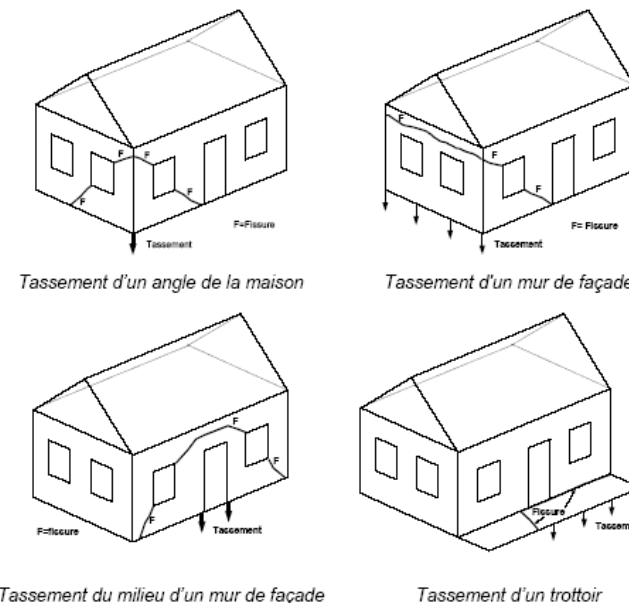 F
F
F
F
F
F=Fissure
Tassement
Tassement d'un angle de la maison
F
F
F
F
F= Fissure
Tassement
Tassement d'un mur de façade
F
F
F
F=fissure
Tassement
Tassement du milieu d'un mur de façade
Fissure
Tassem
Tassement d'un trottoir